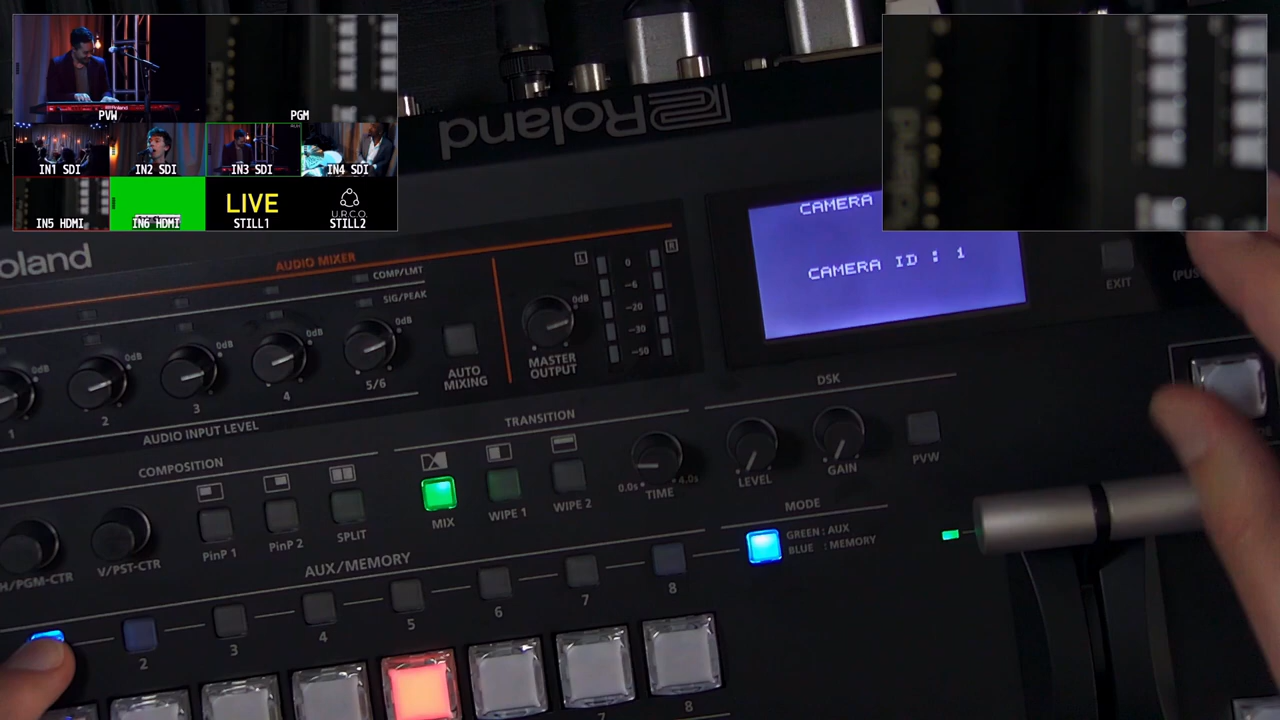 PVW
PGM
IN1 SDI
IN2 SDI
IN3 SDI
IN4 SDI
IN5 HDMI
IN6 HDMI
LIVE
STILL1
U.R.C.O.
STILL2
Roland
Roland
oland
CAMERA
CAMERA ID : 1
EXIT
(PUS
AUDIO MIXER
COMP/LMT
SIG/PEAK
0dB
0dB
0dB
0dB
0dB
1
2
3
4
5/6
AUDIO INPUT LEVEL
AUTO
MIXING
0dB
MASTER
OUTPUT
L
R
0
-6
-20
-30
-50
COMPOSITION
H/PGM-CTR
V/PST-CTR
PinP 1
PinP 2
SPLIT
TRANSITION
MIX
WIPE 1
WIPE 2
0.0s
4.0s
TIME
DSK
LEVEL
GAIN
PVW
MODE
GREEN : AUX
BLUE : MEMORY
AUX/MEMORY
2
3
4
5
6
7
8
7
8